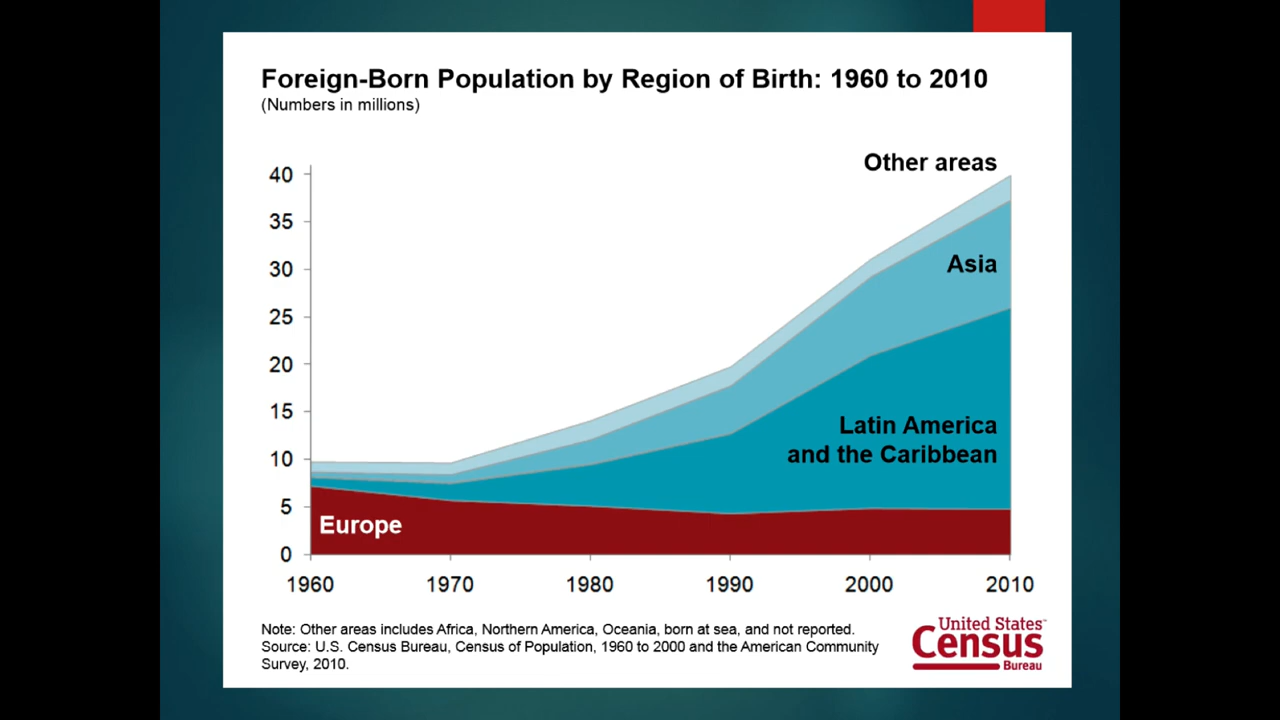 Foreign-Born Population by Region of Birth: 1960 to 2010
(Numbers in millions)
40
35
30
25
20
15
10
5
0
Other areas
Asia
Latin America
and the Caribbean
Europe
1960 1970 1980 1990 2000 2010
Note: Other areas includes Africa, Northern America, Oceania, born at sea, and not reported.
Source: U.S. Census Bureau, Census of Population, 1960 to 2000 and the American Community
Survey, 2010.
United States™
Census
Bureau